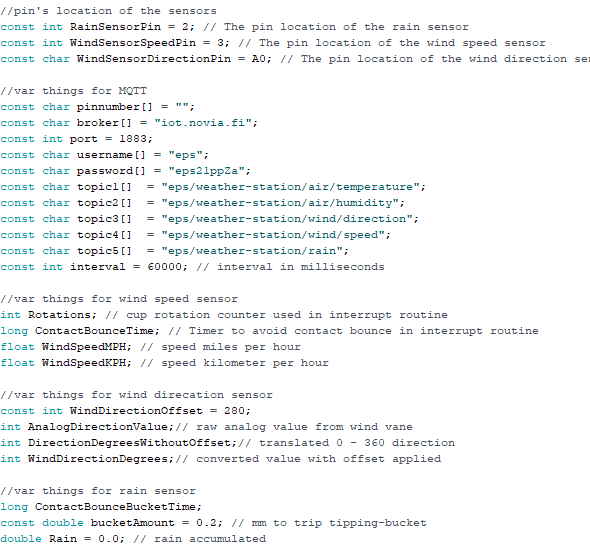 //pin's location of the sensors
const int RainSensorPin = 2; // The pin location of the rain sensor
const int WindSensorSpeedPin = 3; // The pin location of the wind speed sensor
const char WindSensorDirectionPin = A0; // The pin location of the wind direction
//var things for MQTT
const char pinnumber[] = "";
const char broker[] = "iot.novia.fi";
const int port = 1883;
const char username[] = "eps";
const char password[] = "eps21ppZa";
const char topic1[]  = "eps/weather-station/air/temperature";
const char topic2[]  = "eps/weather-station/air/humidity";
const char topic3[]  = "eps/weather-station/wind/direction";
const char topic4[]  = "eps/weather-station/wind/speed";
const char topic5[]  = "eps/weather-station/rain";
const int interval = 60000; // interval in milliseconds
//var things for wind speed sensor
int Rotations; // cup rotation counter used in interrupt routine
long ContactBounceTime; // Timer to avoid contact bounce in interrupt routine
float WindSpeedMPH; // speed miles per hour
float WindSpeedKPH; // speed kilometer per hour
//var things for wind direcation sensor
const int WindDirectionOffset = 280;
int AnalogDirectionValue;// raw analog value from wind vane
int DirectionDegreesWithoutOffset;// translated 0 - 360 direction
int WindDirectionDegrees;// converted value with offset applied
//var things for rain sensor
long ContactBounceBucketTime;
const double bucketAmount = 0.2; // mm to trip tipping-bucket
double Rain = 0.0; // rain accumulated